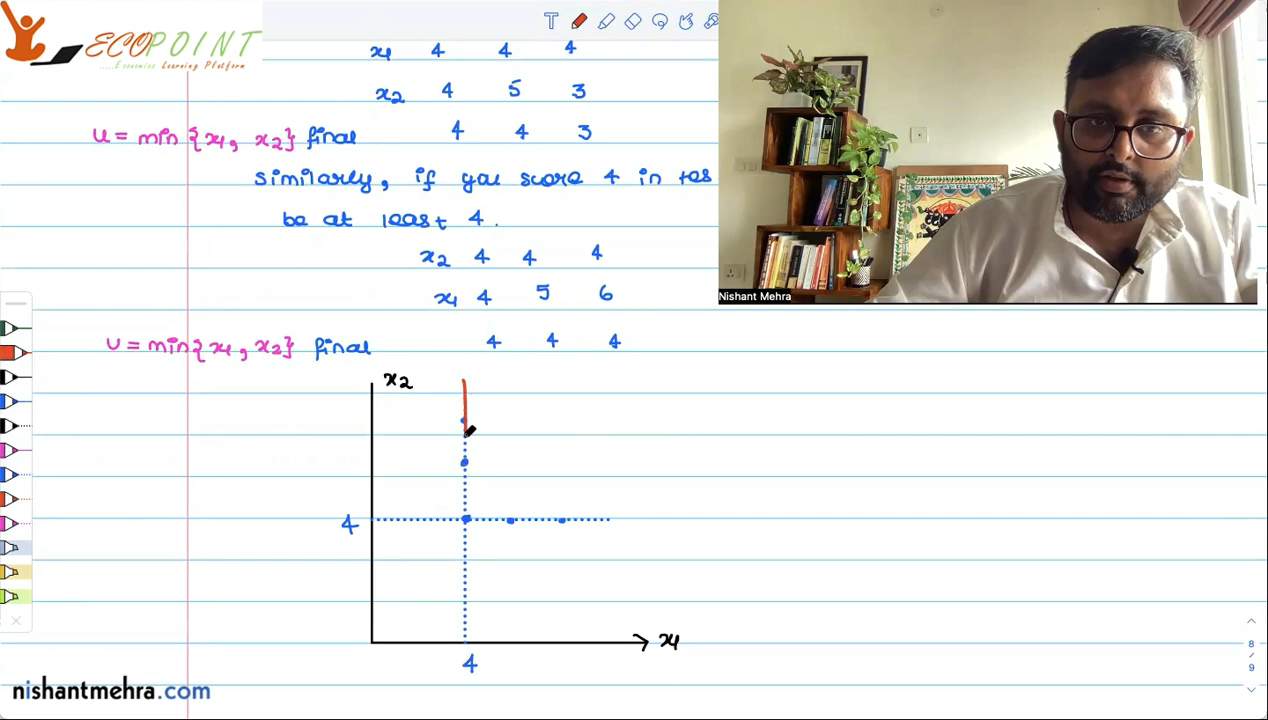 ECOPOINT
.....Economics Learning Platform
T
x1 4 4 4
x2 4 5 3
U = min {x1, x2} final 4 4 3
similarly, if you score 4 in tes
be at least 4.
x2 4 4 4
x1 4 5 6
U = min{x1, x2} final 4 4 4
Nishant Mehra
x2
4
x1
4
8
9
nishantmehra.com